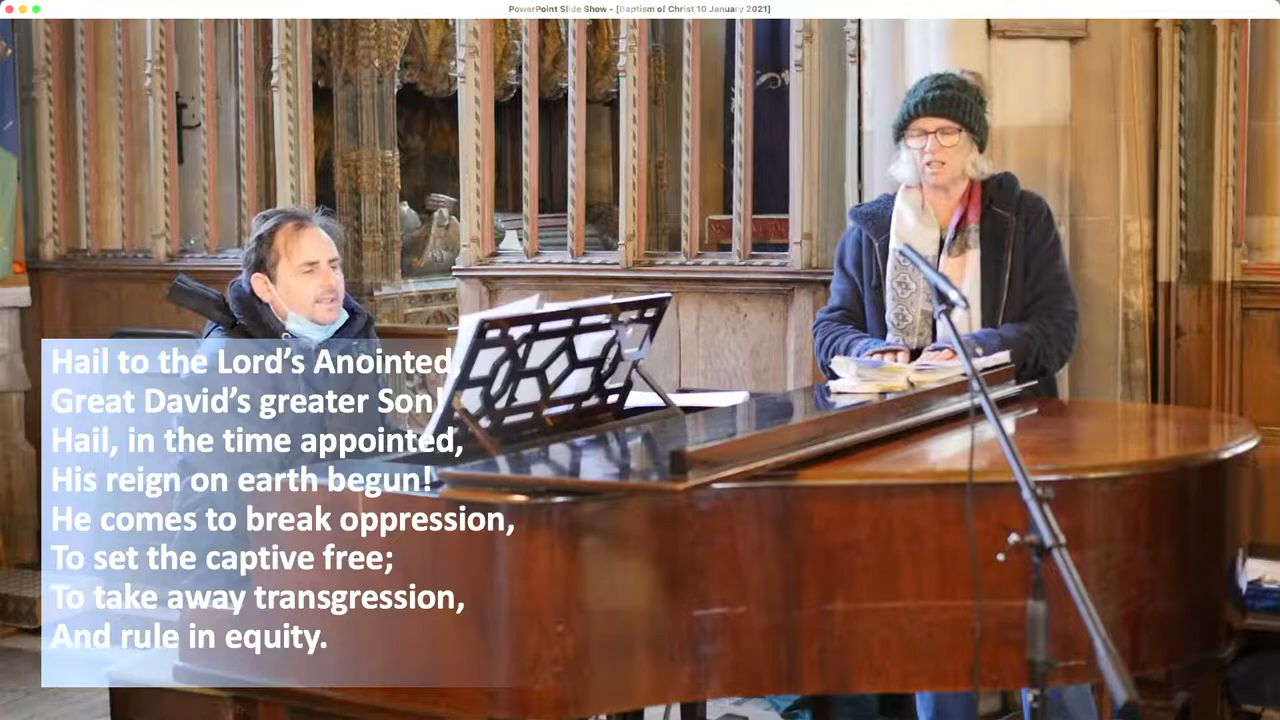 PowerPoint Slide Show - [Baptism of Christ 10 January 2021]
Hail to the Lord’s Anointed,
Great David’s greater Son!
Hail, in the time appointed,
His reign on earth begun!
He comes to break oppression,
To set the captive free;
To take away transgression,
And rule in equity.